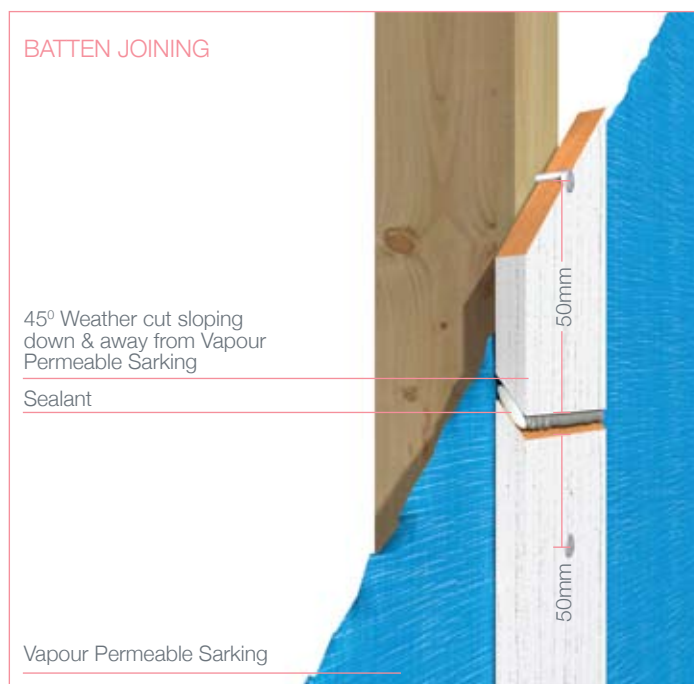 BATTEN JOINING
45⁰ Weather cut sloping
down & away from Vapour
Permeable Sarking
Sealant
50mm
50mm
Vapour Permeable Sarking